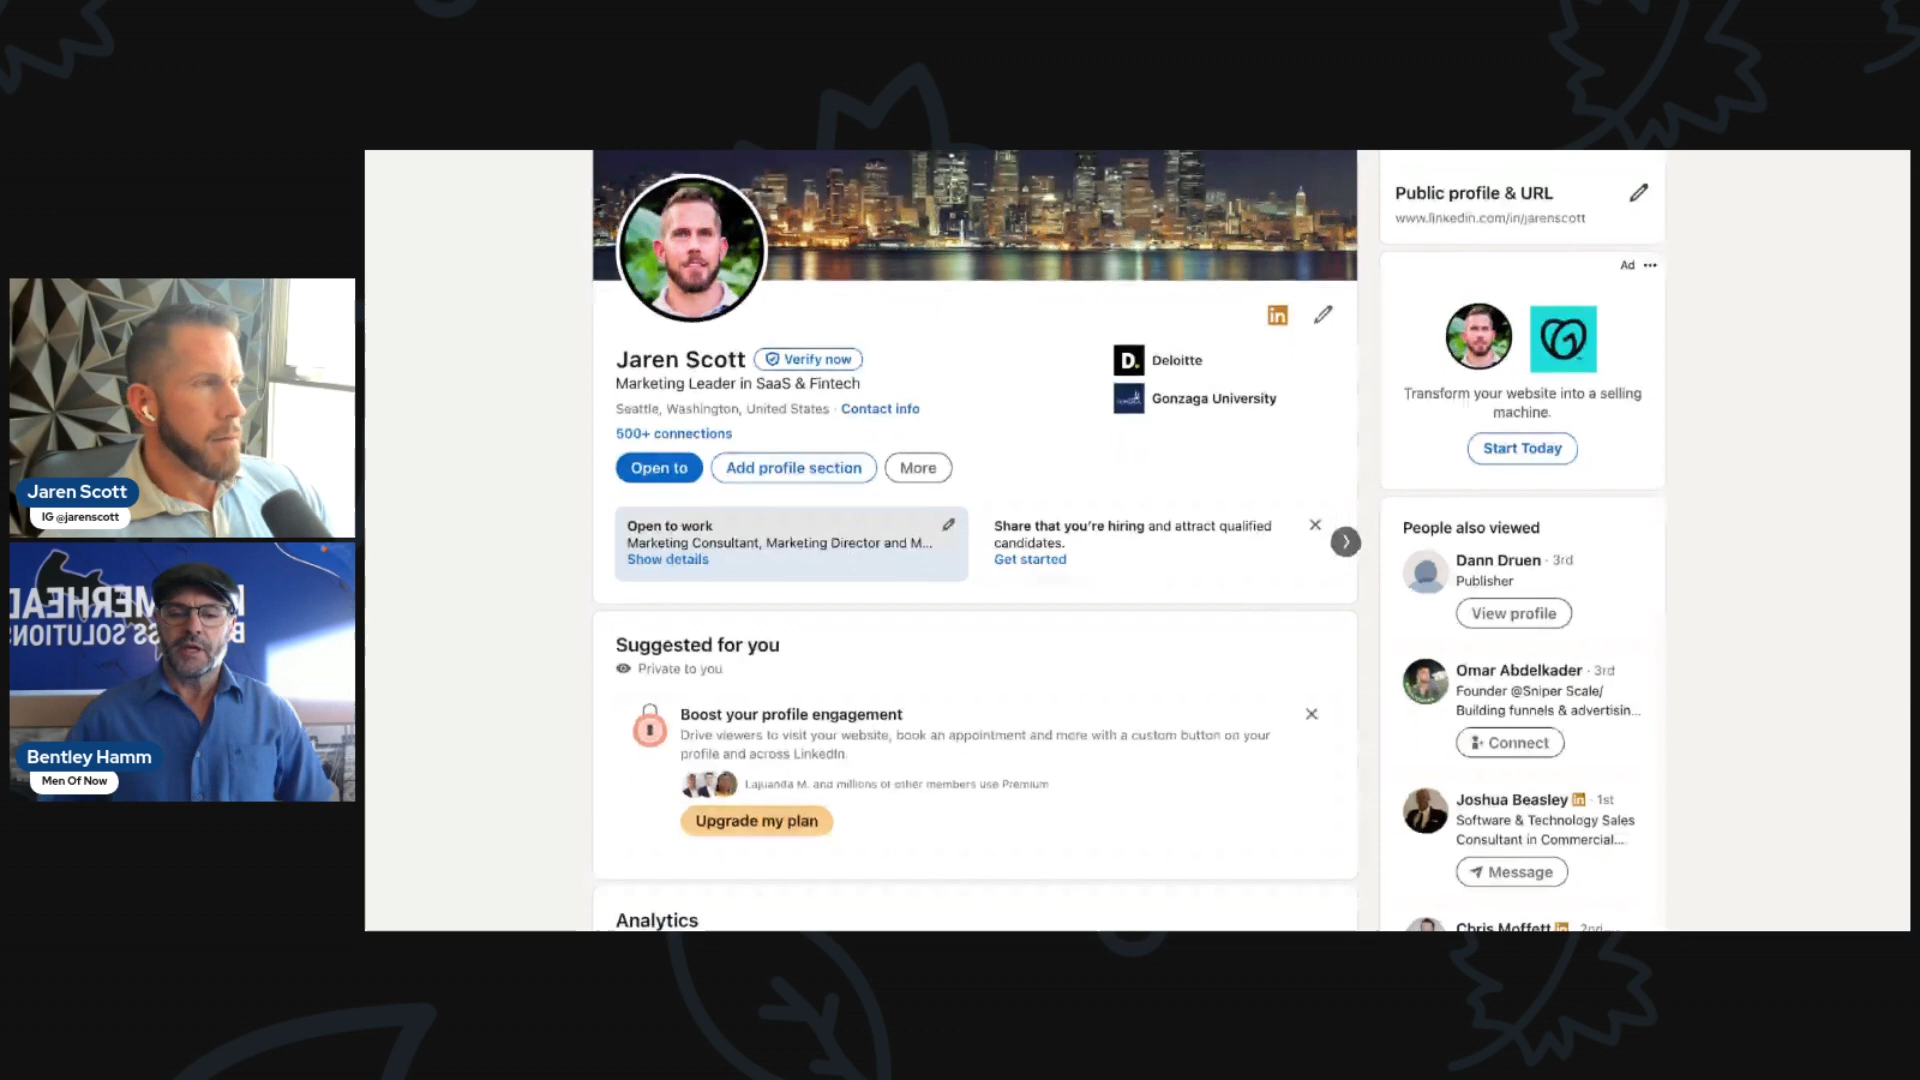 Jaren Scott
IG @jarenscott
Bentley Hamm
Men Of Now
Jaren Scott
Verify now
Marketing Leader in SaaS & Fintech
Seattle, Washington, United States · Contact info
500+ connections
Open to
Add profile section
More
D.
Deloitte
Gonzaga University
in
Open to work
Marketing Consultant, Marketing Director and M...
Show details
Share that you're hiring and attract qualified
candidates.
Get started
Suggested for you
Private to you
Boost your profile engagement
Drive viewers to visit your website, book an appointment and more with a custom button on your
profile and across LinkedIn.
Lajuanda M. and millions of other members use Premium
Upgrade my plan
Analytics
Public profile & URL
www.linkedin.com/in/jarenscott
Ad
Transform your website into a selling
machine.
Start Today
People also viewed
Dann Druen · 3rd
Publisher
View profile
Omar Abdelkader · 3rd
Founder @Sniper Scale/
Building funnels & advertisin...
Connect
Joshua Beasley in · 1st
Software & Technology Sales
Consultant in Commercial...
Message
Chris Moffett in · 2nd